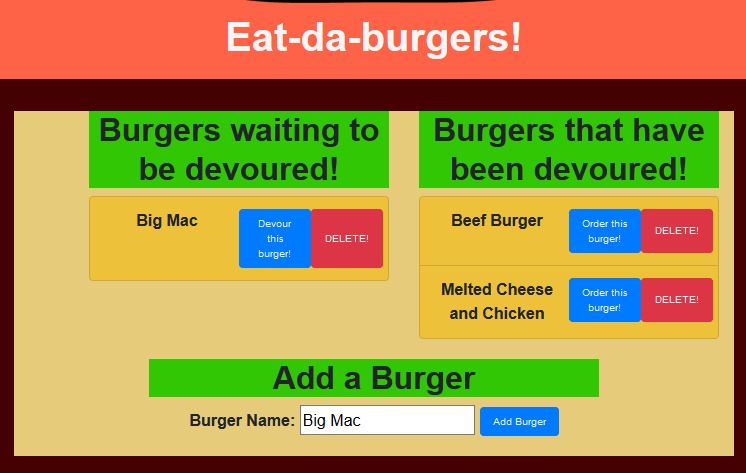 Eat-da-burgers!
Burgers waiting to
be devoured!
Big Mac
Devour
this
burger!
DELETE!
Burgers that have
been devoured!
Beef Burger
Order this
burger!
DELETE!
Melted Cheese
and Chicken
Order this
burger!
DELETE!
Add a Burger
Burger Name: Big Mac Add Burger